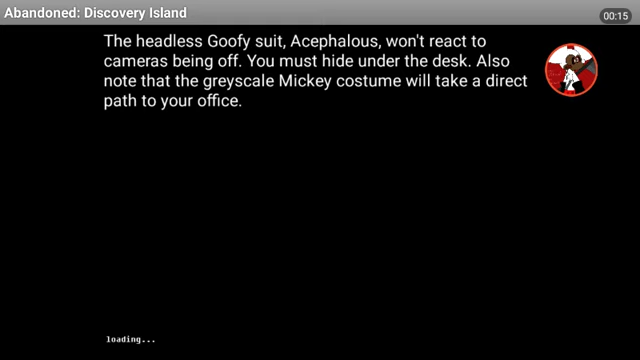 Abandoned: Discovery Island
00:15
The headless Goofy suit, Acephalous, won't react to
cameras being off. You must hide under the desk. Also
note that the greyscale Mickey costume will take a direct
path to your office.
loading...